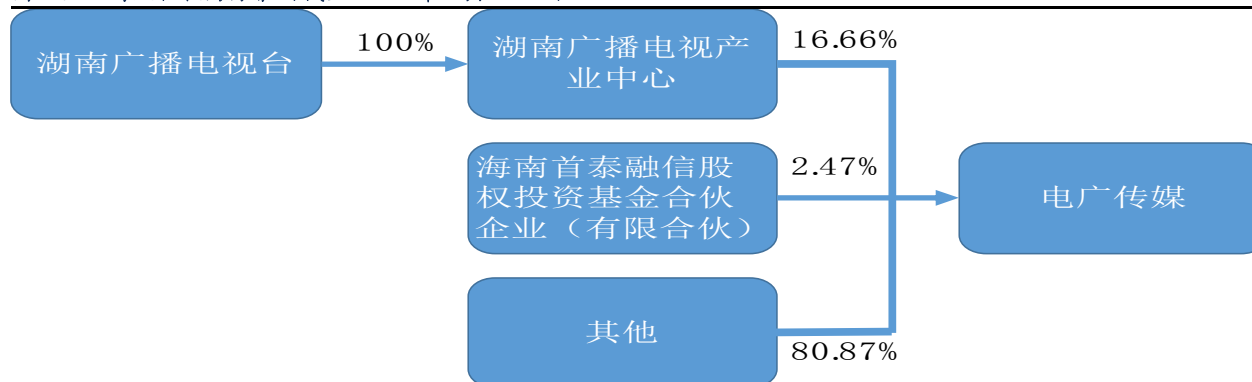 湖南广播电视台
100%
湖南广播电视产
业中心
16.66%
海南首泰融信股
权投资基金合伙
企业（有限合伙）
2.47%
电广传媒
其他
80.87%